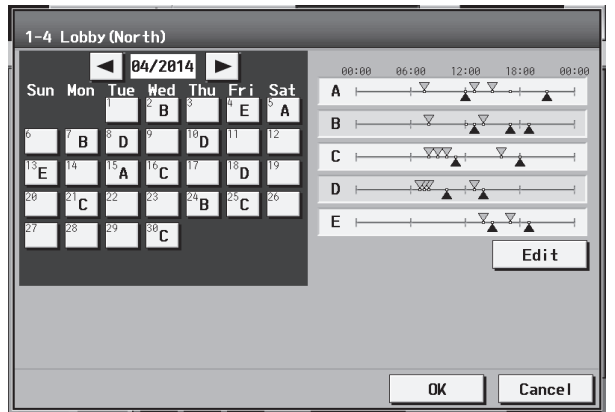 1-4 Lobby(North)
04/2014
Sun Mon Tue Wed Thu Fri Sat
1 2 B 3 4 E 5 A
6 7 B 8 D 9 10 D 11 12
13 E 14 15 A 16 C 17 18 D 19
20 21 C 22 23 24 B 25 C 26
27 28 29 30 C
00:00 06:00 12:00 18:00 00:00
A
B
C
D
E
Edit
OK Cancel